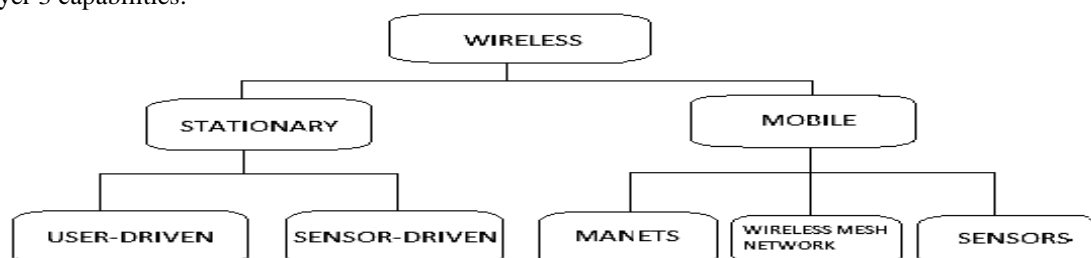 yer 3 capabilities.
WIRELESS
STATIONARY
MOBILE
USER-DRIVEN
SENSOR-DRIVEN
MANETS
WIRELESS MESH
NETWORK
SENSORS